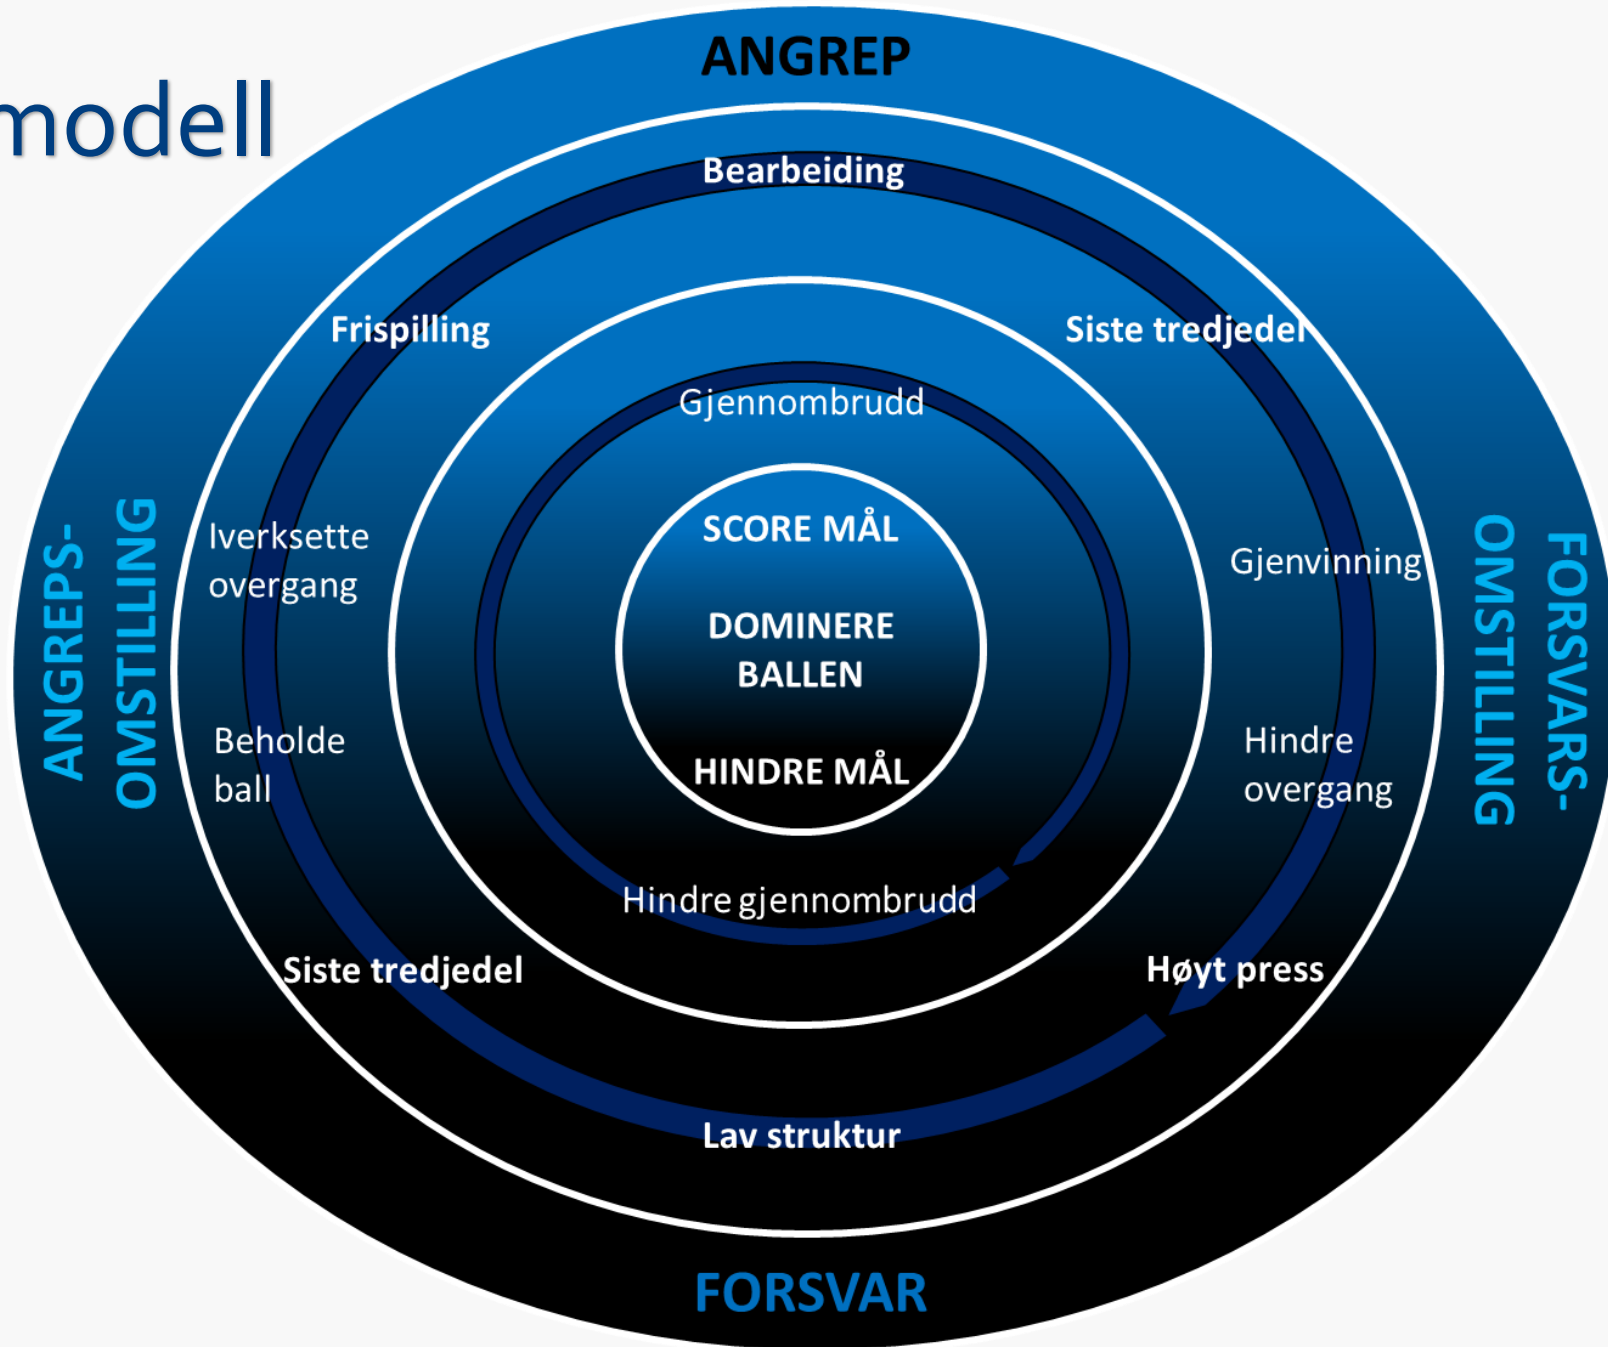 ANGREP
modell
Bearbeiding
Frispilling
Siste tredjedel
Gjennombrudd
SCORE MÅL
DOMINERE
BALLEN
HINDRE MÅL
ANGREPS-
OMSTILLING
Iverksette
overgang
Beholde
ball
Gjenvinning
Hindre
overgang
FORSVARS-
OMSTILLING
Hindre gjennombrudd
Siste tredjedel
Høyt press
Lav struktur
FORSVAR